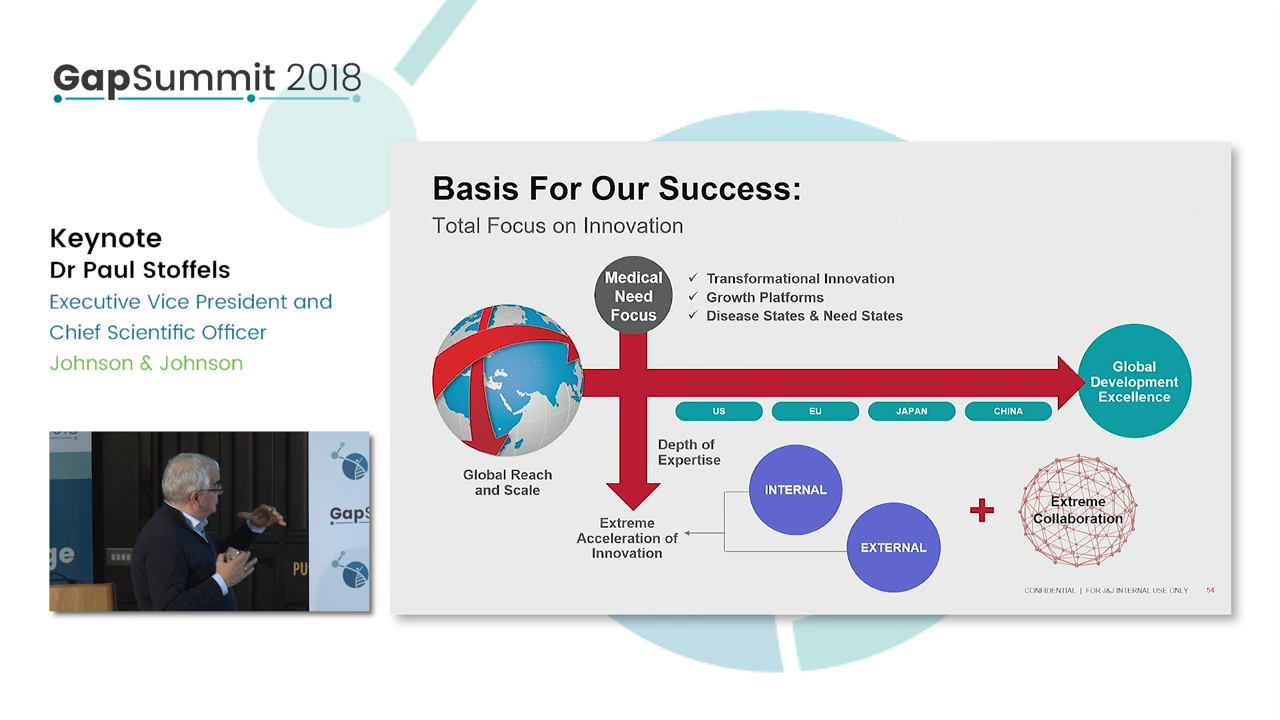 GapSummit 2018
Keynote
Dr Paul Stoffels
Executive Vice President and
Chief Scientific Officer
Johnson & Johnson
Basis For Our Success:
Total Focus on Innovation
Medical
Need
Focus
✓ Transformational Innovation
✓ Growth Platforms
✓ Disease States & Need States
Global
Development
Excellence
US
EU
JAPAN
CHINA
Global Reach
and Scale
Depth of
Expertise
Extreme
Acceleration of
Innovation
INTERNAL
EXTERNAL
+
Extreme
Collaboration
CONFIDENTIAL | FOR J&J INTERNAL USE ONLY 54
GapS
ge
PU